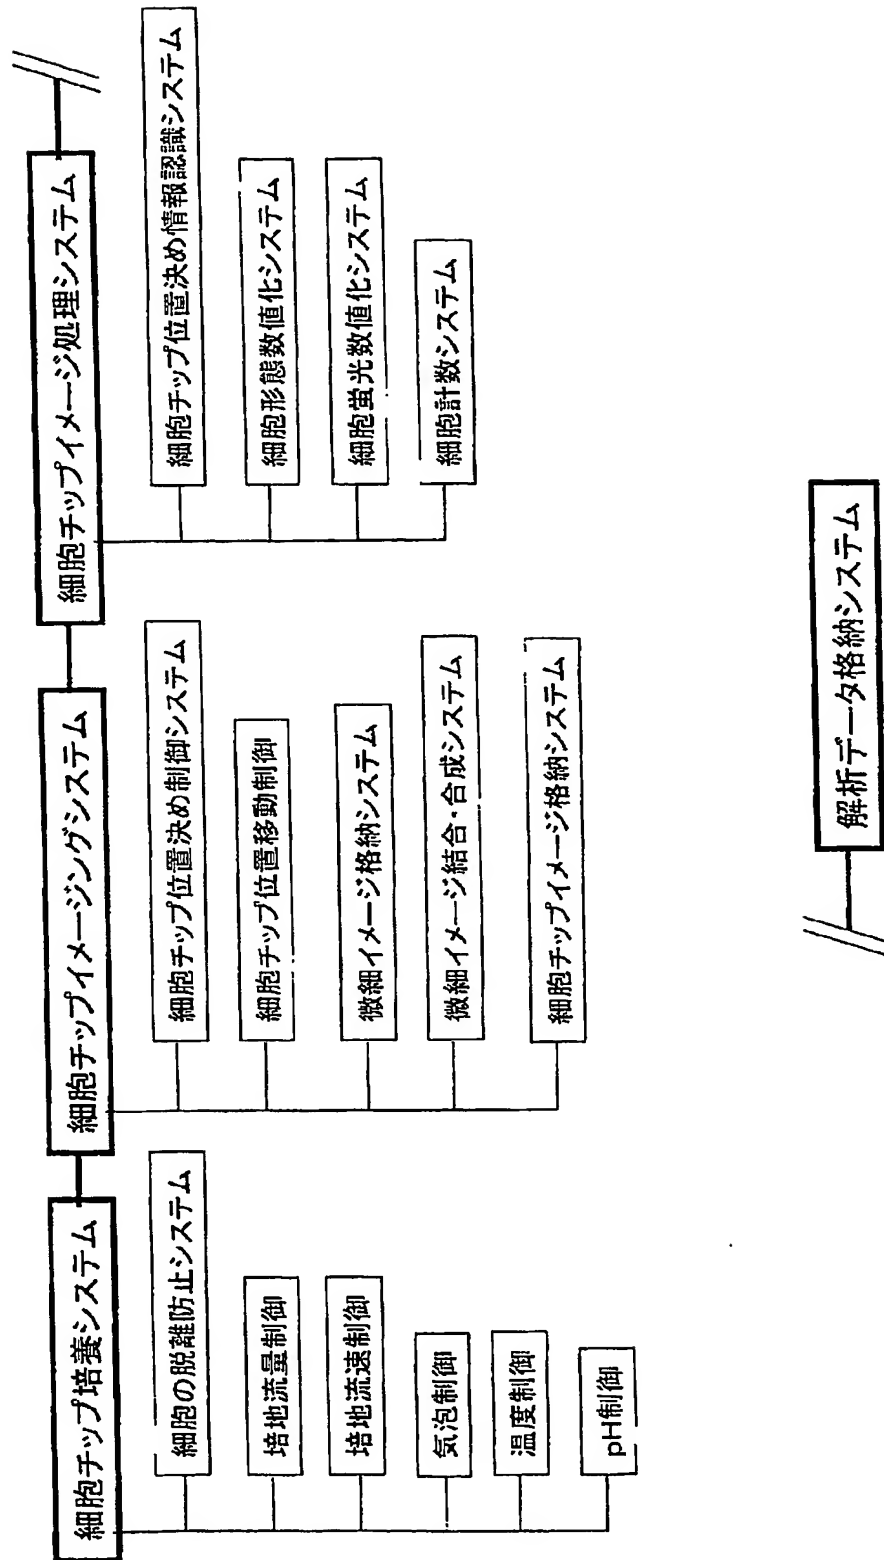 細胞チップ培養システム
細胞の脱離防止システム
培地流量制御
培地流速制御
気泡制御
温度制御
pH制御
細胞チップイメージングシステム
細胞チップ位置決め制御システム
細胞チップ位置移動制御
微細イメージ格納システム
微細イメージ結合・合成システム
細胞チップイメージ格納システム
細胞チップイメージ処理システム
細胞チップ位置決め情報認識システム
細胞形態数値化システム
細胞蛍光数値化システム
細胞計数システム
解析データ格納システム